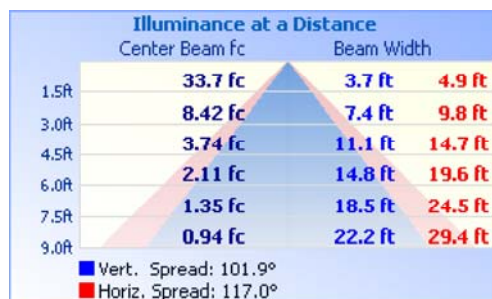 Illuminance at a Distance
Center Beam fc Beam Width
1.5ft 33.7 fc 3.7 ft 4.9 ft
3.0ft 8.42 fc 7.4 ft 9.8 ft
4.5ft 3.74 fc 11.1 ft 14.7 ft
6.0ft 2.11 fc 14.8 ft 19.6 ft
7.5ft 1.35 fc 18.5 ft 24.5 ft
9.0ft 0.94 fc 22.2 ft 29.4 ft
Vert. Spread: 101.9°
Horiz. Spread: 117.0°